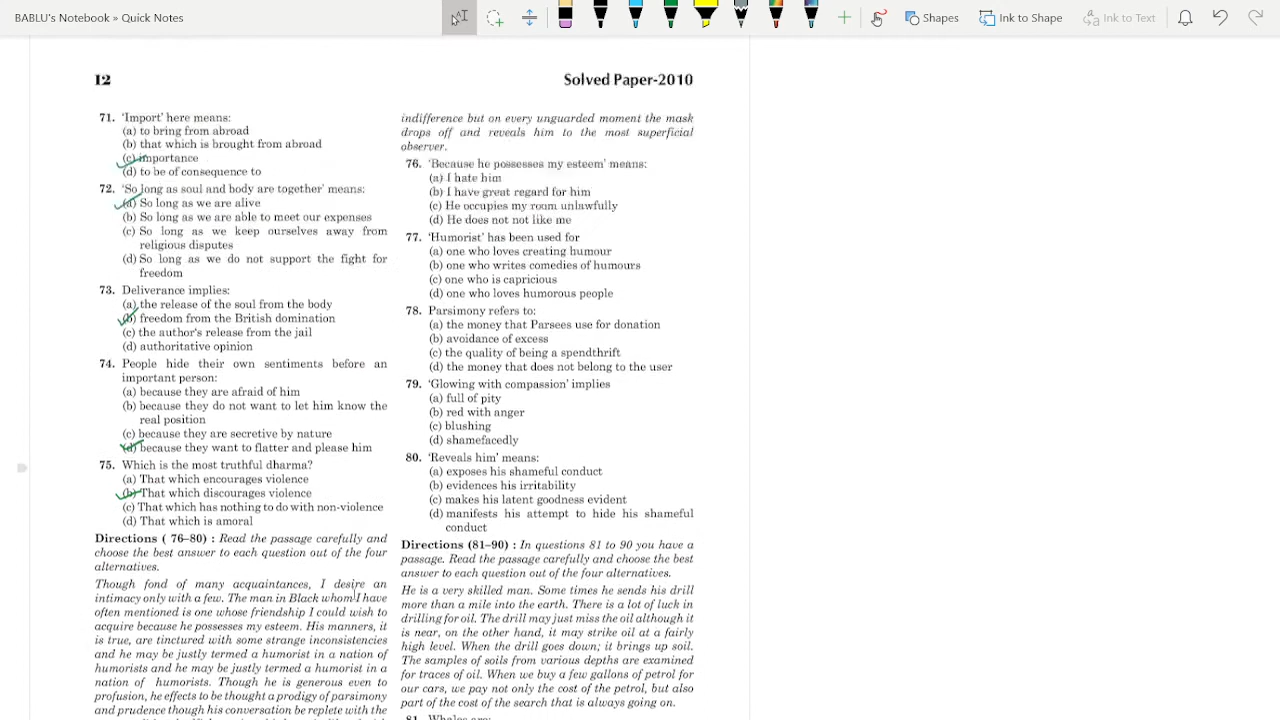 BABLU's Notebook » Quick Notes
Shapes
Ink to Shape
Ink to Text
12
Solved Paper-2010
71. 'Import' here means:
(a) to bring from abroad
(b) that which is brought from abroad
(c) importance
(d) to be of consequence to
72. 'So long as soul and body are together' means:
(a) So long as we are alive
(b) So long as we are able to meet our expenses
(c) So long as we keep ourselves away from
religious disputes
(d) So long as we do not support the fight for
freedom
73. Deliverance implies:
(a) the release of the soul from the body
(b) freedom from the British domination
(c) the author's release from the jail
(d) authoritative opinion
74. People hide their own sentiments before an
important person:
(a) because they are afraid of him
(b) because they do not want to let him know the
real position
(c) because they are secretive by nature
(d) because they want to flatter and please him
75. Which is the most truthful dharma?
(a) That which encourages violence
(b) That which discourages violence
(c) That which has nothing to do with non-violence
(d) That which is amoral
Directions ( 76–80) : Read the passage carefully and
choose the best answer to each question out of the four
alternatives.
Though fond of many acquaintances, I desire an
intimacy only with a few. The man in Black whom I have
often mentioned is one whose friendship I could wish to
acquire because he possesses my esteem. His manners, it
is true, are tinctured with some strange inconsistencies
and he may be justly termed a humorist in a nation of
humorists and he may be justly termed a humorist in a
nation of humorists. Though he is generous even to
profusion, he effects to be thought a prodigy of parsimony
and prudence though his conversation be replete with the
indifference but on every unguarded moment the mask
drops off and reveals him to the most superficial
observer.
76. 'Because he possesses my esteem' means:
(a) I hate him
(b) I have great regard for him
(c) He occupies my room unlawfully
(d) He does not not like me
77. 'Humorist' has been used for
(a) one who loves creating humour
(b) one who writes comedies of humours
(c) one who is capricious
(d) one who loves humorous people
78. Parsimony refers to:
(a) the money that Parsees use for donation
(b) avoidance of excess
(c) the quality of being a spendthrift
(d) the money that does not belong to the user
79. 'Glowing with compassion' implies
(a) full of pity
(b) red with anger
(c) blushing
(d) shamefacedly
80. 'Reveals him' means:
(a) exposes his shameful conduct
(b) evidences his irritability
(c) makes his latent goodness evident
(d) manifests his attempt to hide his shameful
conduct
Directions (81–90) : In questions 81 to 90 you have a
passage. Read the passage carefully and choose the best
answer to each question out of the four alternatives.
He is a very skilled man. Some times he sends his drill
more than a mile into the earth. There is a lot of luck in
drilling for oil. The drill may just miss the oil although it
is near, on the other hand, it may strike oil at a fairly
high level. When the drill goes down; it brings up soil.
The samples of soils from various depths are examined
for traces of oil. When we buy a few gallons of petrol for
our cars, we pay not only the cost of the petrol, but also
part of the cost of the search that is always going on.
81. Whales are: